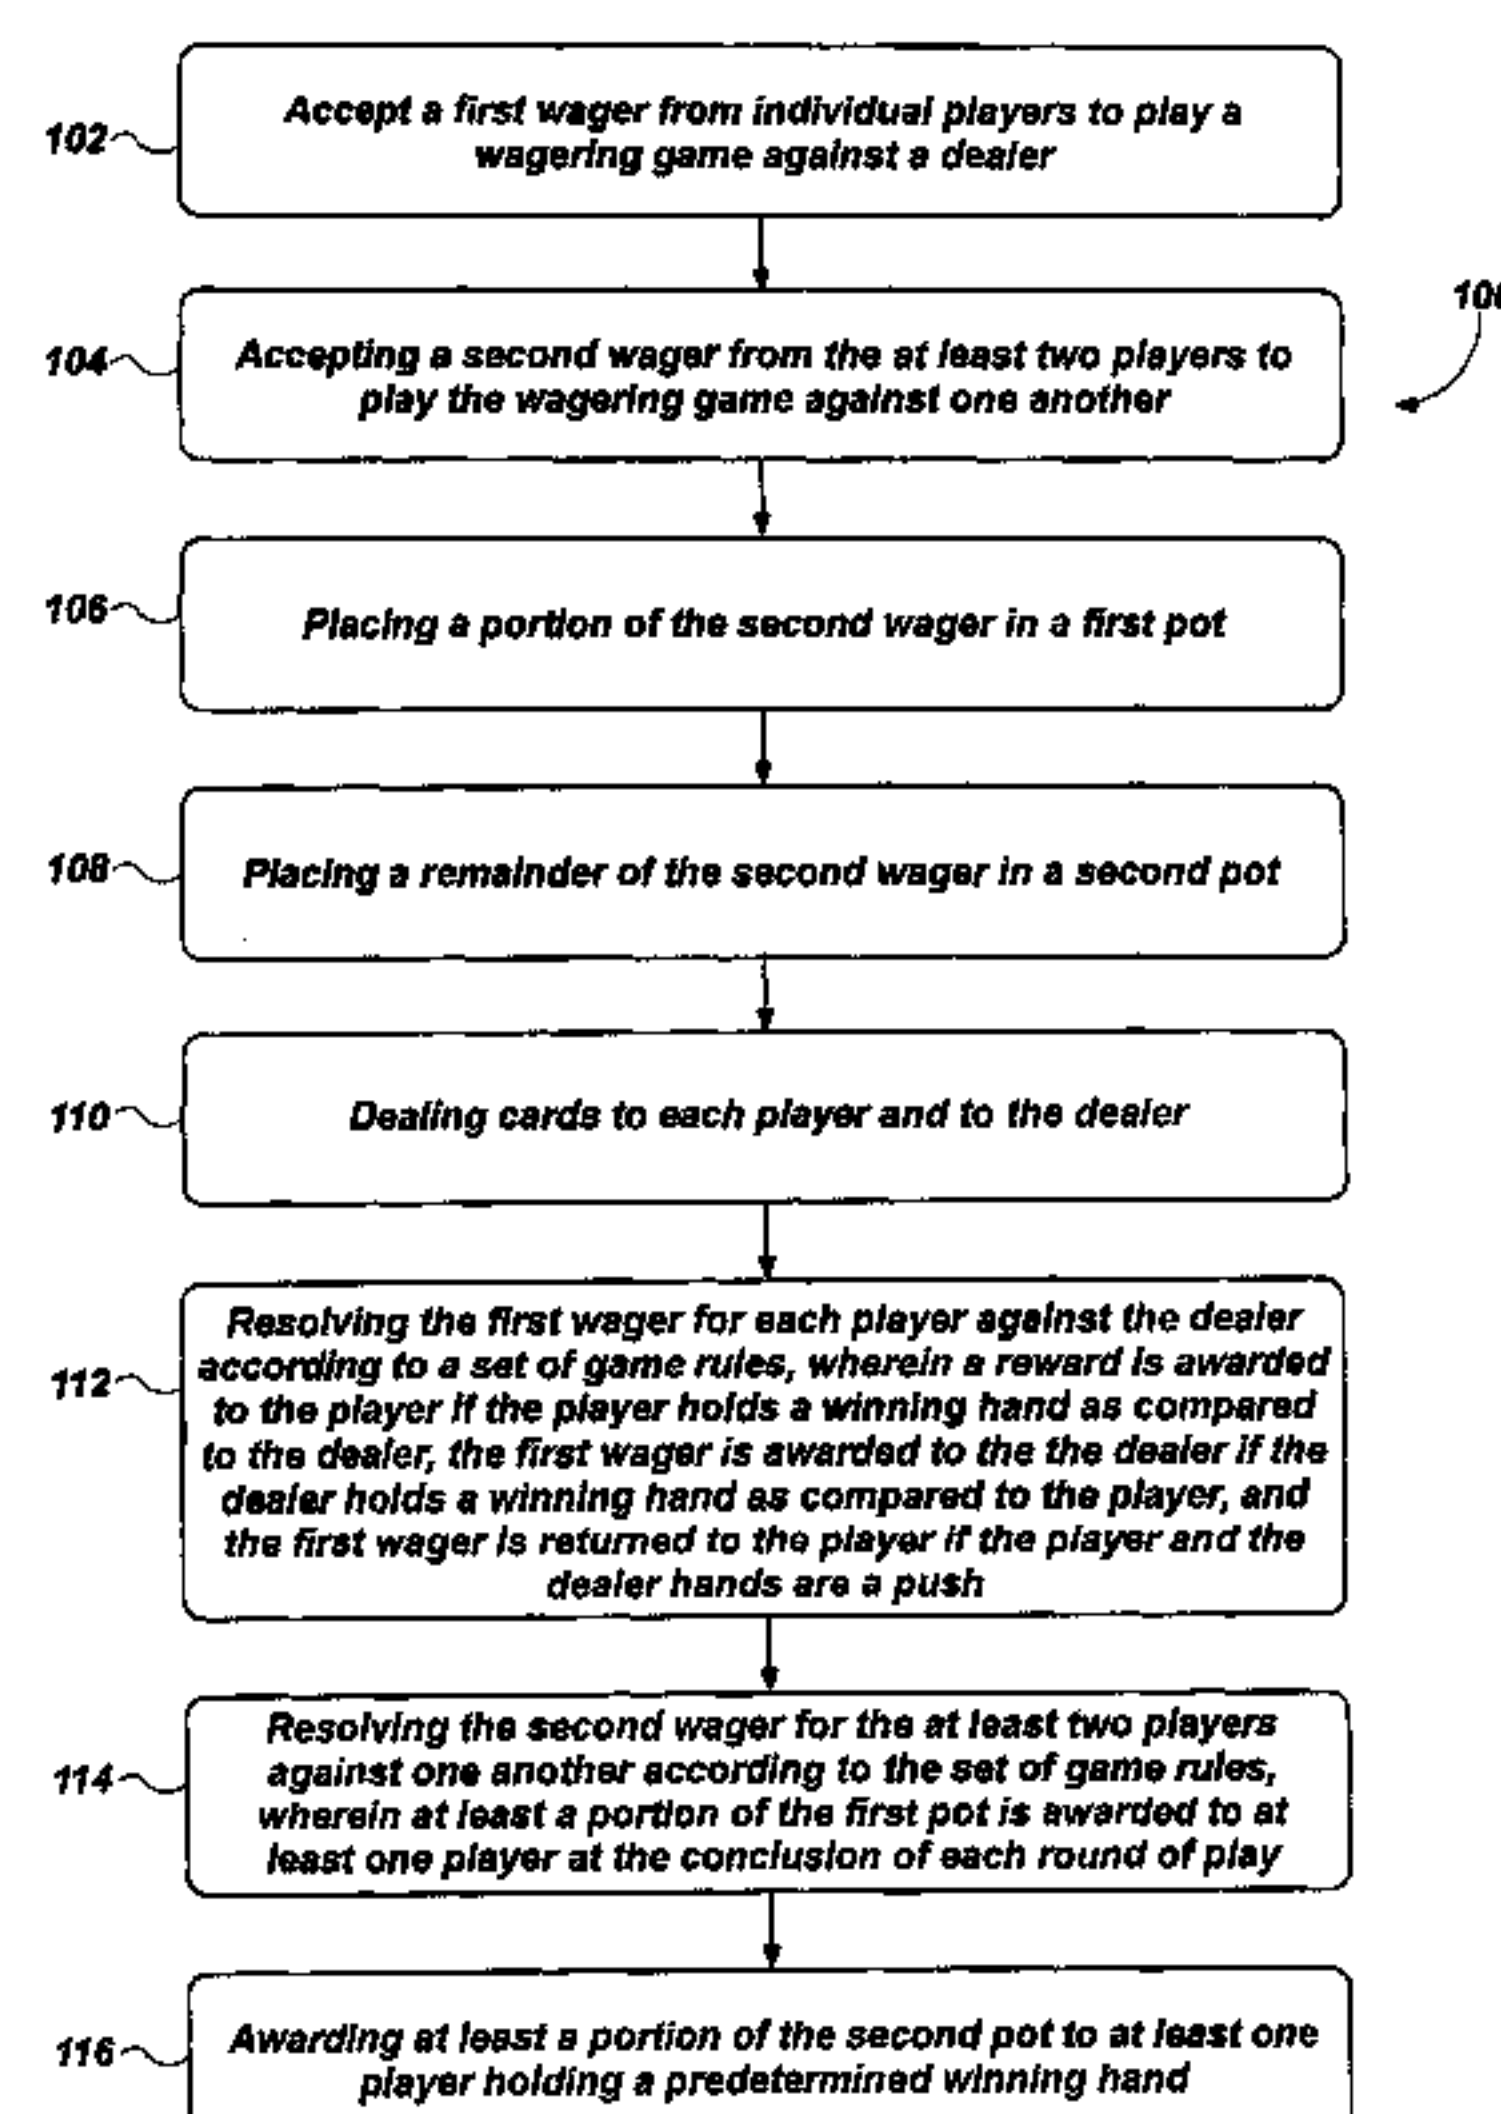 102
Accept a first wager from individual players to play a
wagering game against a dealer
104
Accepting a second wager from the at least two players to
play the wagering game against one another
106
Placing a portion of the second wager in a first pot
108
Placing a remainder of the second wager in a second pot
110
Dealing cards to each player and to the dealer
112
Resolving the first wager for each player against the dealer
according to a set of game rules, wherein a reward is awarded
to the player if the player holds a winning hand as compared
to the dealer, the first wager is awarded to the the dealer if the
dealer holds a winning hand as compared to the player, and
the first wager is returned to the player if the player and the
dealer hands are a push
114
Resolving the second wager for the at least two players
against one another according to the set of game rules,
wherein at least a portion of the first pot is awarded to at
least one player at the conclusion of each round of play
116
Awarding at least a portion of the second pot to at least one
player holding a predetermined winning hand